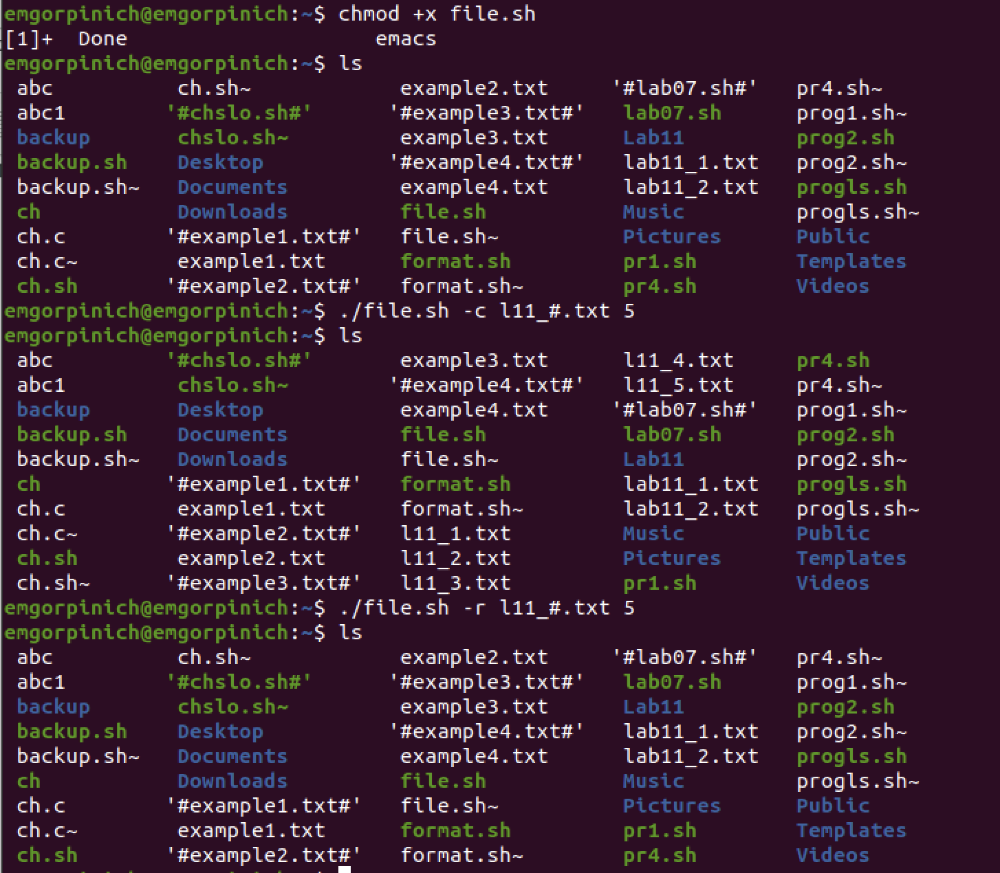 emgorpinich@emgorpinich:~$ chmod +x file.sh
[1]+  Done                    emacs
emgorpinich@emgorpinich:~$ ls
 abc          ch.sh~            example2.txt     '#lab07.sh#'   pr4.sh~
 abc1        '#chslo.sh#'      '#example3.txt#'   lab07.sh      prog1.sh~
 backup       chslo.sh~         example3.txt      Lab11         prog2.sh
 backup.sh    Desktop          '#example4.txt#'   lab11_1.txt   prog2.sh~
 backup.sh~   Documents         example4.txt      lab11_2.txt   progls.sh
 ch           Downloads         file.sh           Music         progls.sh~
 ch.c        '#example1.txt#'   file.sh~          Pictures      Public
 ch.c~        example1.txt      format.sh         pr1.sh        Templates
 ch.sh       '#example2.txt#'   format.sh~        pr4.sh        Videos
emgorpinich@emgorpinich:~$ ./file.sh -c l11_#.txt 5
emgorpinich@emgorpinich:~$ ls
 abc         '#chslo.sh#'       example3.txt      l11_4.txt     pr4.sh
 abc1         chslo.sh~        '#example4.txt#'   l11_5.txt     pr4.sh~
 backup       Desktop           example4.txt     '#lab07.sh#'   prog1.sh~
 backup.sh    Documents         file.sh           lab07.sh      prog2.sh
 backup.sh~   Downloads         file.sh~          Lab11         prog2.sh~
 ch          '#example1.txt#'   format.sh         lab11_1.txt   progls.sh
 ch.c         example1.txt      format.sh~        lab11_2.txt   progls.sh~
 ch.c~       '#example2.txt#'   l11_1.txt         Music         Public
 ch.sh        example2.txt      l11_2.txt         Pictures      Templates
 ch.sh~      '#example3.txt#'   l11_3.txt         pr1.sh        Videos
emgorpinich@emgorpinich:~$ ./file.sh -r l11_#.txt 5
emgorpinich@emgorpinich:~$ ls
 abc          ch.sh~            example2.txt     '#lab07.sh#'   pr4.sh~
 abc1        '#chslo.sh#'      '#example3.txt#'   lab07.sh      prog1.sh~
 backup       chslo.sh~         example3.txt      Lab11         prog2.sh
 backup.sh    Desktop          '#example4.txt#'   lab11_1.txt   prog2.sh~
 backup.sh~   Documents         example4.txt      lab11_2.txt   progls.sh
 ch           Downloads         file.sh           Music         progls.sh~
 ch.c        '#example1.txt#'   file.sh~          Pictures      Public
 ch.c~        example1.txt      format.sh         pr1.sh        Templates
 ch.sh       '#example2.txt#'   format.sh~        pr4.sh        Videos